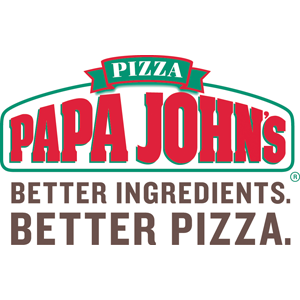 PIZZA
PAPA JOHN'S
®
BETTER INGREDIENTS.
BETTER PIZZA.